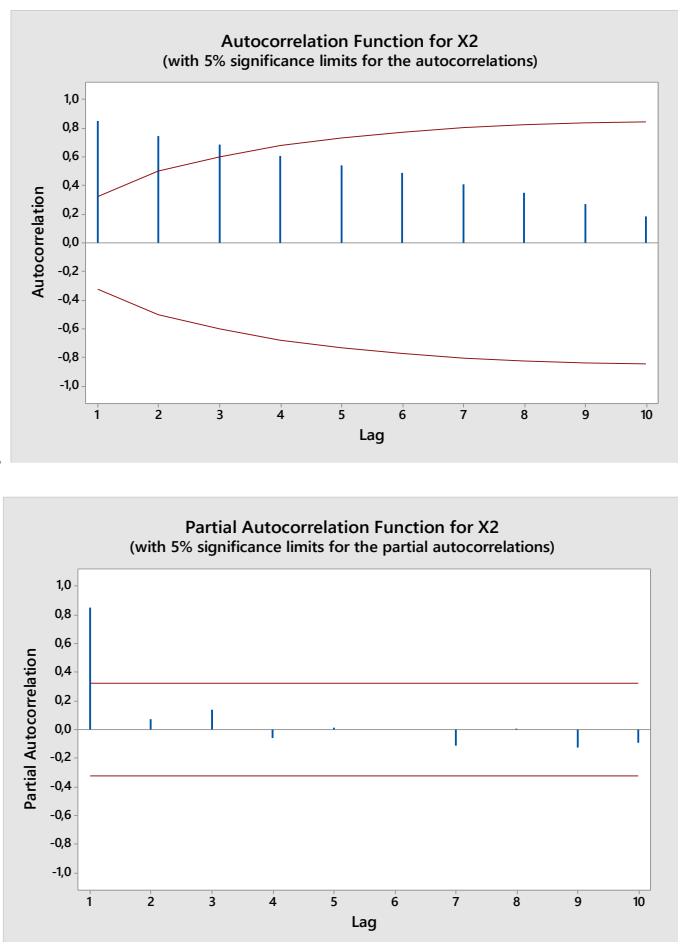 Autocorrelation Function for X2
(with 5% significance limits for the autocorrelations)
Autocorrelation
1,0
0,8
0,6
0,4
0,2
0,0
-0,2
-0,4
-0,6
-0,8
-1,0
1 2 3 4 5 6 7 8 9 10
Lag
Partial Autocorrelation Function for X2
(with 5% significance limits for the partial autocorrelations)
Partial Autocorrelation
1,0
0,8
0,6
0,4
0,2
0,0
-0,2
-0,4
-0,6
-0,8
-1,0
1 2 3 4 5 6 7 8 9 10
Lag